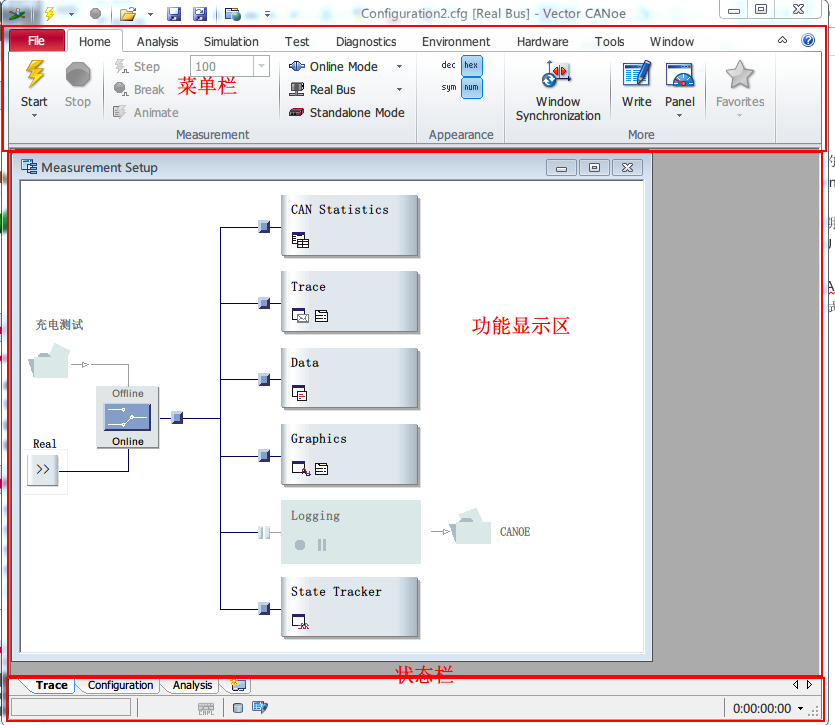 Configuration2.cfg [Real Bus] - Vector CANoe
File Home Analysis Simulation Test Diagnostics Environment Hardware Tools Window
Start
Stop
Step 100
Break
Animate
菜单栏
Measurement
Online Mode
Real Bus
Standalone Mode
dec hex
sym num
Appearance
Window
Synchronization
Write
Panel
Favorites
More
Measurement Setup
CAN Statistics
Trace
功能显示区
充电测试
Data
Offline
Online
Real
>>
Graphics
Logging
CANOE
State Tracker
状态栏
Trace Configuration Analysis
CAPL
0:00:00:00